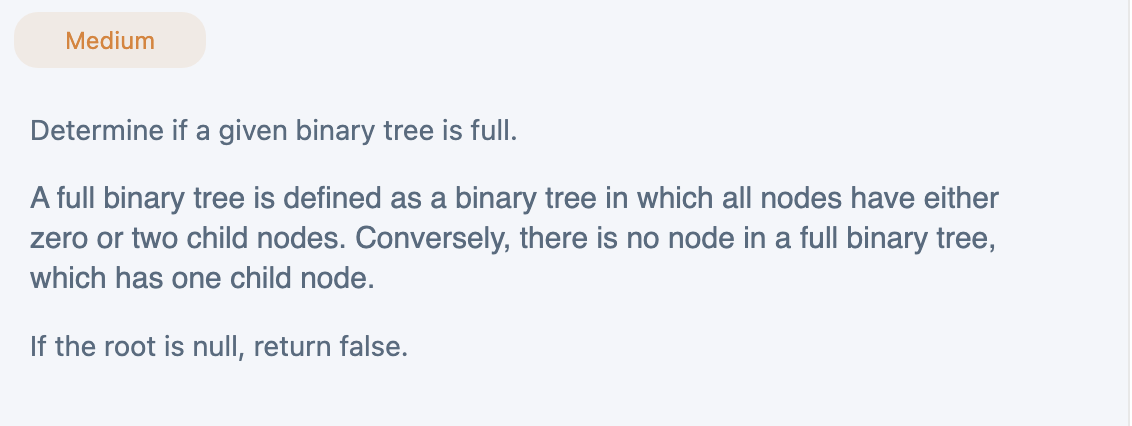 Medium
Determine if a given binary tree is full.
A full binary tree is defined as a binary tree in which all nodes have either
zero or two child nodes. Conversely, there is no node in a full binary tree,
which has one child node.
If the root is null, return false.